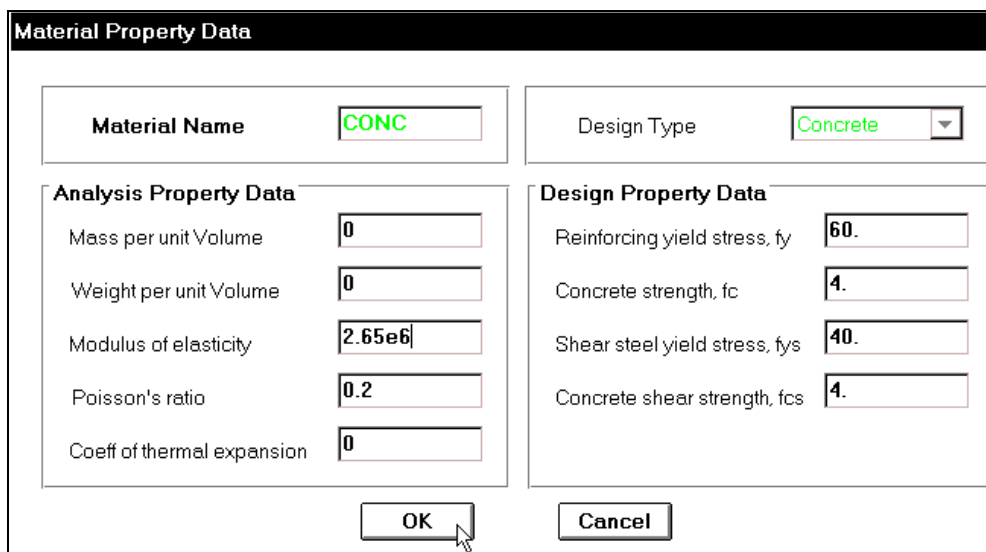 Material Property Data
Material Name CONC
Design Type Concrete
Analysis Property Data
Mass per unit Volume 0
Weight per unit Volume 0
Modulus of elasticity 2.65e6
Poisson's ratio 0.2
Coeff of thermal expansion 0
Design Property Data
Reinforcing yield stress, fy 60.
Concrete strength, fc 4.
Shear steel yield stress, fys 40.
Concrete shear strength, fcs 4.
OK Cancel